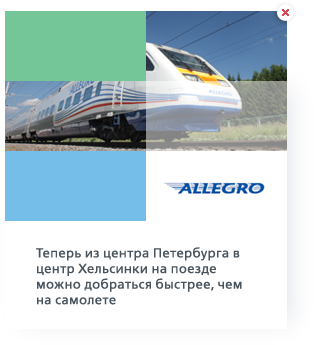 ALLEGRO
Теперь из центра Петербурга в
центр Хельсинки на поезде
можно добраться быстрее, чем
на самолете